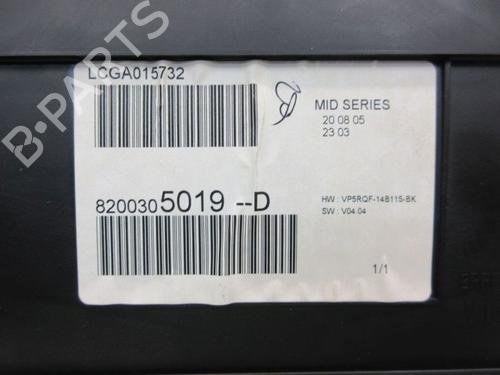 LCGA015732
MID SERIES
20 08 05
23 03
8200305019 --D
HW : VP5RQF-14B115-BK
SW : V04.04
1/1
B-PARTS